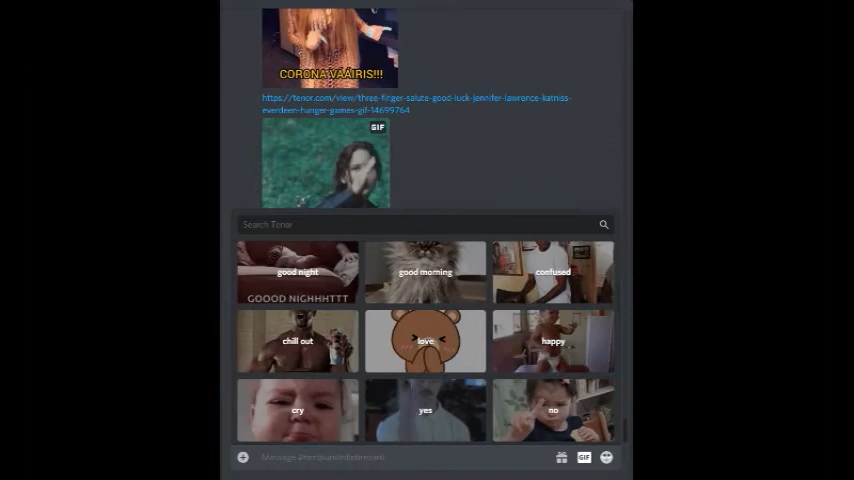 CORONA VAAIRIS!!!
https://tenor.com/view/three-finger-salute-good-luck-jennifer-lawrence-katniss-
everdeen-hunger-games-gif-14699764
GIF
Search Tenor
good night
GOOOD NIGHHHTTT
good morning
confused
chill out
love
happy
cry
yes
no
GIF